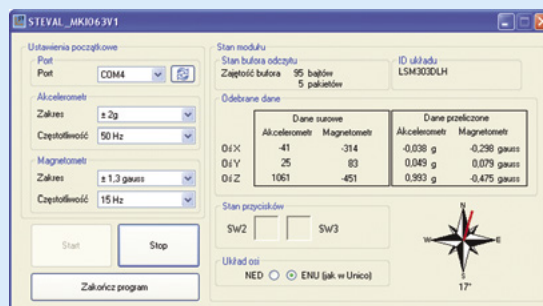 STEVAL_MKI063V1
Ustawienia początkowe
Port
Port COM4
Akcelerometr
Zakres ± 2g
Częstotliwość 50 Hz
Magnetometr
Zakres ± 1,3 gauss
Częstotliwość 15 Hz
Start Stop
Zakończ program
Stan modułu
Stan bufora odczytu
Zajętość bufora 95 bajtów
5 pakietów
ID układu
LSM303DLH
Odebrane dane
Dane surowe Dane przeliczone
Akcelerometr Magnetometr Akcelerometr Magnetometr
Oś X -41 -314 -0,038 g -0,298 gauss
Oś Y 25 83 0,049 g 0,079 gauss
Oś Z 1061 -451 0,993 g -0,475 gauss
Stan przycisków
SW2 SW3
Układ osi
NED ENU (jak w Unico)
N
W E
S
17°